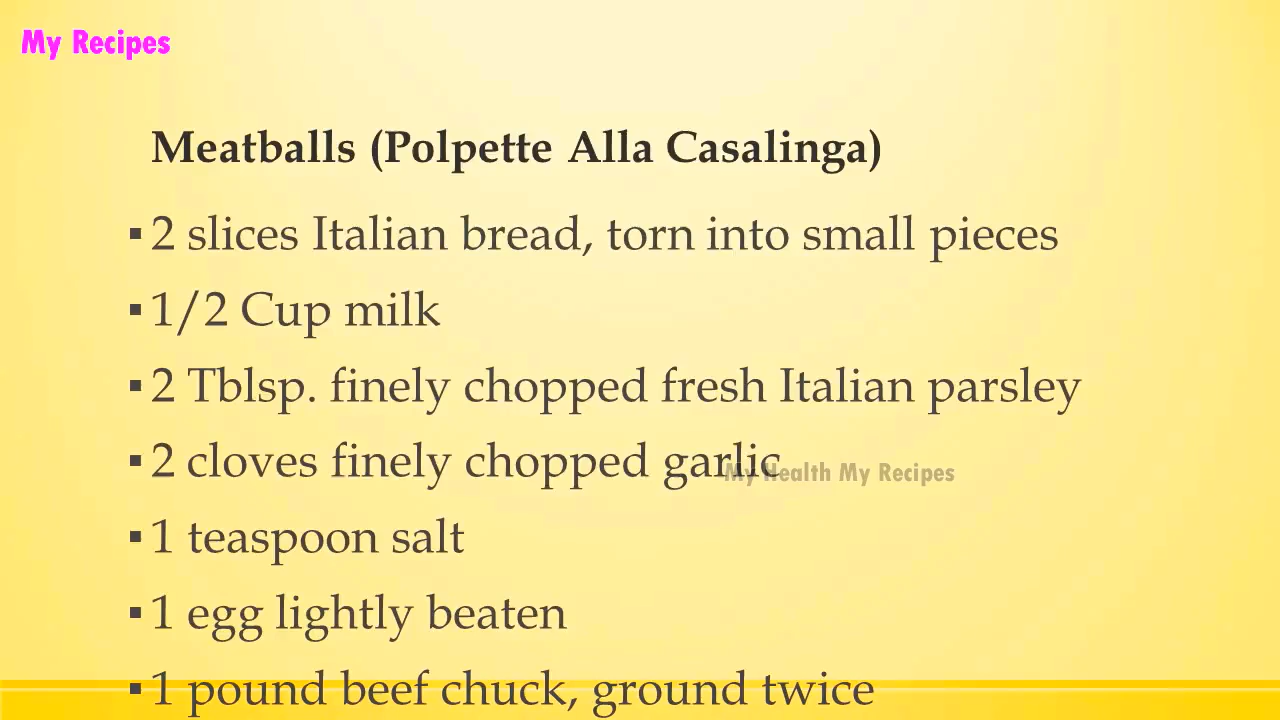 My Recipes
Meatballs (Polpette Alla Casalinga)
▪ 2 slices Italian bread, torn into small pieces
▪ 1/2 Cup milk
▪ 2 Tblsp. finely chopped fresh Italian parsley
▪ 2 cloves finely chopped garlic
My Health My Recipes
▪ 1 teaspoon salt
▪ 1 egg lightly beaten
▪ 1 pound beef chuck, ground twice